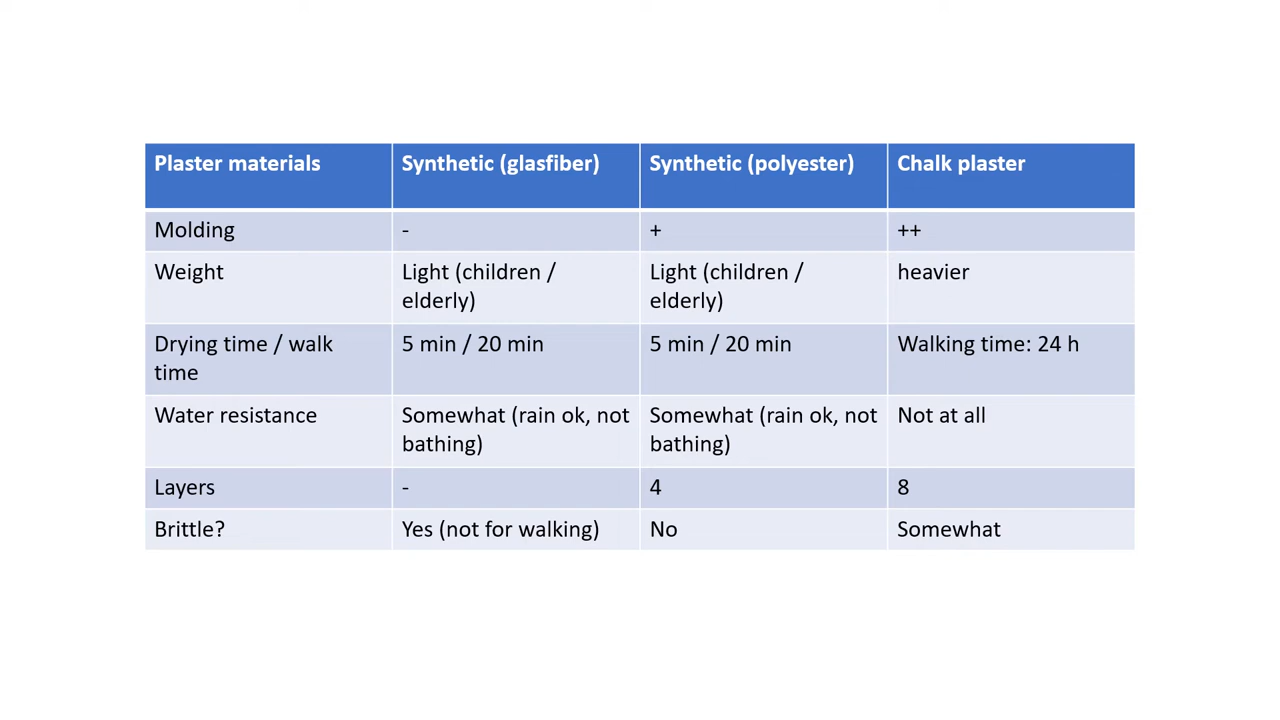 Plaster materials Synthetic (glasfiber) Synthetic (polyester) Chalk plaster
Molding - + ++
Weight Light (children / Light (children / heavier
elderly) elderly)
Drying time / walk 5 min / 20 min 5 min / 20 min Walking time: 24 h
time
Water resistance Somewhat (rain ok, not Somewhat (rain ok, not Not at all
bathing) bathing)
Layers - 4 8
Brittle? Yes (not for walking) No Somewhat